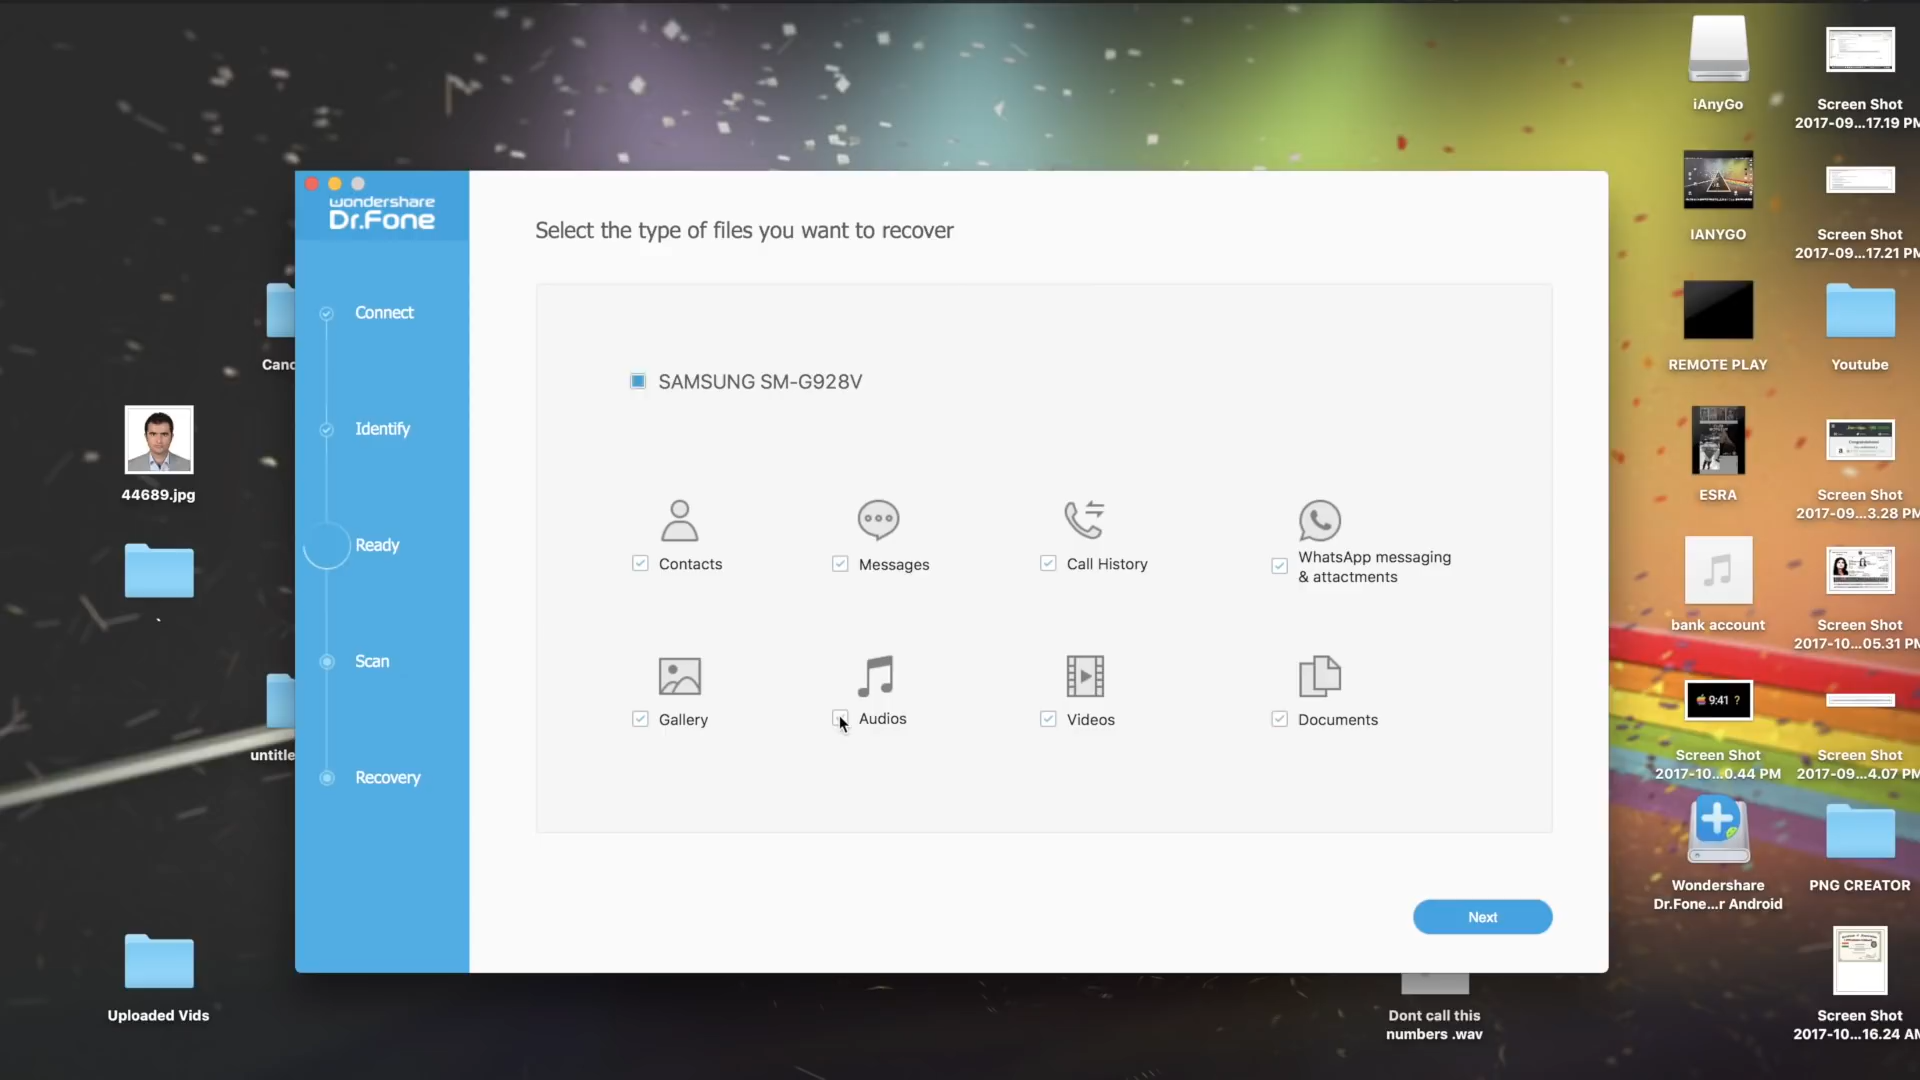 iAnyGo
Screen Shot
2017-09...17.19 PM
IANYGO
Screen Shot
2017-09...17.21 PM
wondershare
Dr.Fone
Select the type of files you want to recover
Connect
Identify
Ready
Scan
Recovery
SAMSUNG SM-G928V
Contacts
Messages
Call History
WhatsApp messaging
& attactments
Gallery
Audios
Videos
Documents
Next
Canc
44689.jpg
untitle
Uploaded Vids
REMOTE PLAY
Youtube
ESRA
Screen Shot
2017-09...3.28 PM
bank account
Screen Shot
2017-10...05.31 PM
9:41 ?
Screen Shot
2017-10...0.44 PM
Screen Shot
2017-09...4.07 PM
Wondershare
Dr.Fone...r Android
PNG CREATOR
Dont call this
numbers .wav
Screen Shot
2017-10...16.24 AM